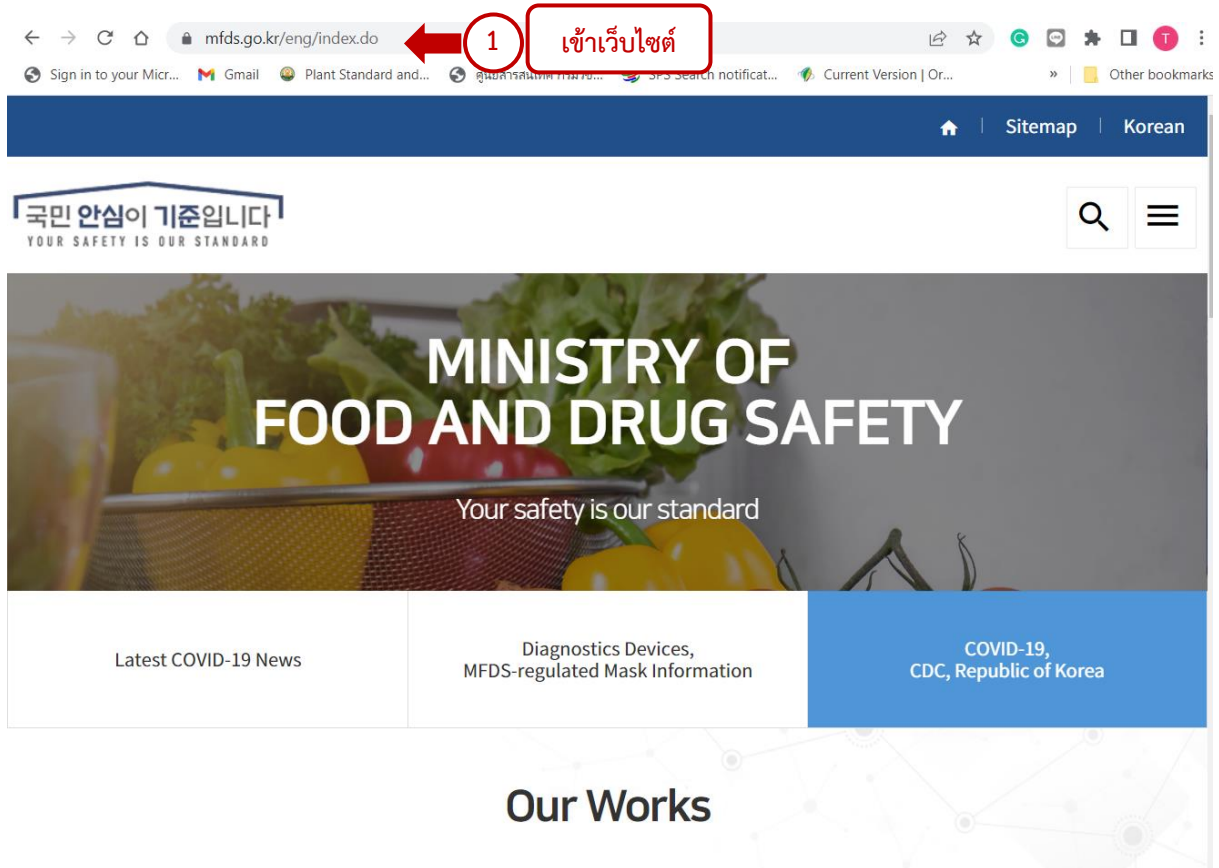 mfds.go.kr/eng/index.do
1
เข้าเว็บไซต์
T
Sign in to your Micr...
Gmail
Plant Standard and...
SPS Search notificat...
Current Version | Or...
»
Other bookmarks
Sitemap
Korean
국민 안심이 기준입니다
YOUR SAFETY IS OUR STANDARD
MINISTRY OF
FOOD AND DRUG SAFETY
Your safety is our standard
Latest COVID-19 News
Diagnostics Devices,
MFDS-regulated Mask Information
COVID-19,
CDC, Republic of Korea
Our Works